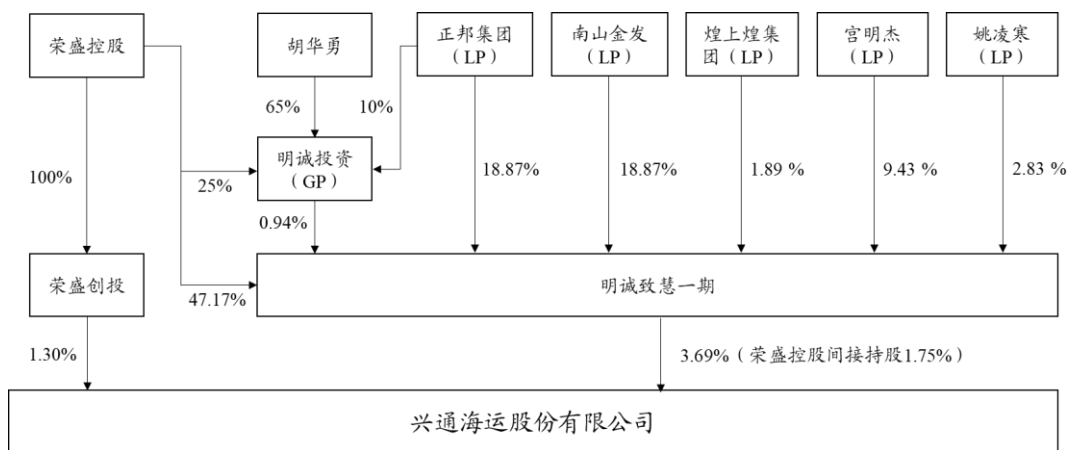 荣盛控股
胡华勇
正邦集团
（LP）
南山金发
（LP）
煌上煌集
团（LP）
宫明杰
（LP）
姚凌寒
（LP）
65%
10%
明诚投资
（GP）
100%
25%
18.87%
18.87%
1.89 %
9.43 %
2.83 %
0.94%
荣盛创投
47.17%
明诚致慧一期
1.30%
3.69%（荣盛控股间接持股1.75%）
兴通海运股份有限公司